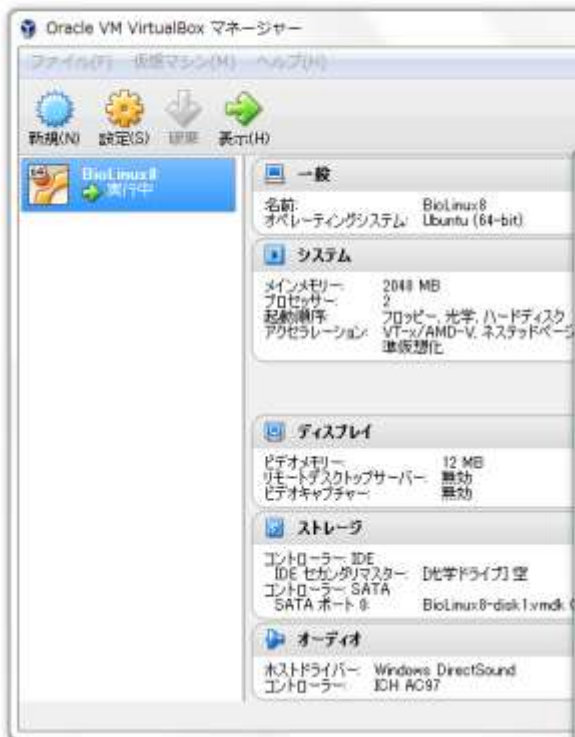 Oracle VM VirtualBox マネージャー
ファイル(F) 仮想マシン(M) ヘルプ(H)
新規(N) 設定(S) 破棄 表示(H)
BioLinux8
実行中
一般
名前: BioLinux8
オペレーティングシステム: Ubuntu (64-bit)
システム
メインメモリー: 2048 MB
プロセッサー: 2
起動順序: フロッピー, 光学, ハードディスク
アクセラレーション: VT-x/AMD-V, ネステッドページ
準仮想化
ディスプレイ
ビデオメモリー: 12 MB
リモートデスクトップサーバー: 無効
ビデオキャプチャー: 無効
ストレージ
コントローラー: IDE
IDE セカンダリマスター: [光学ドライブ] 空
コントローラー: SATA
SATA ポート 0: BioLinux8-disk1.vmdk (
オーディオ
ホストドライバー: Windows DirectSound
コントローラー: ICH AC97